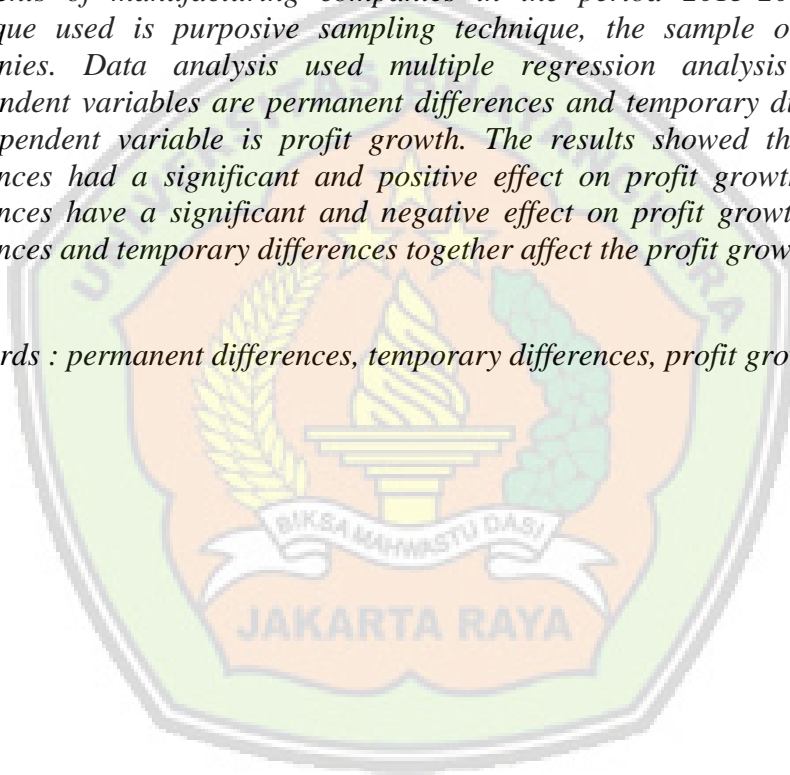 ents of manufacturing companies in the period
que used is purposive sampling technique, the sample o
nies. Data analysis used multiple regression analysis
ndent variables are permanent differences and temporary di
pendent variable is profit growth. The results showed th
nces had a significant and positive effect on profit growth
nces have a significant and negative effect on profit growt
nces and temporary differences together affect the profit grow
rds : permanent differences, temporary differences, profit gro
UNIVERSITAS BHAYANGKARA
BIKSA MAHWASTU DASI
JAKARTA RAYA